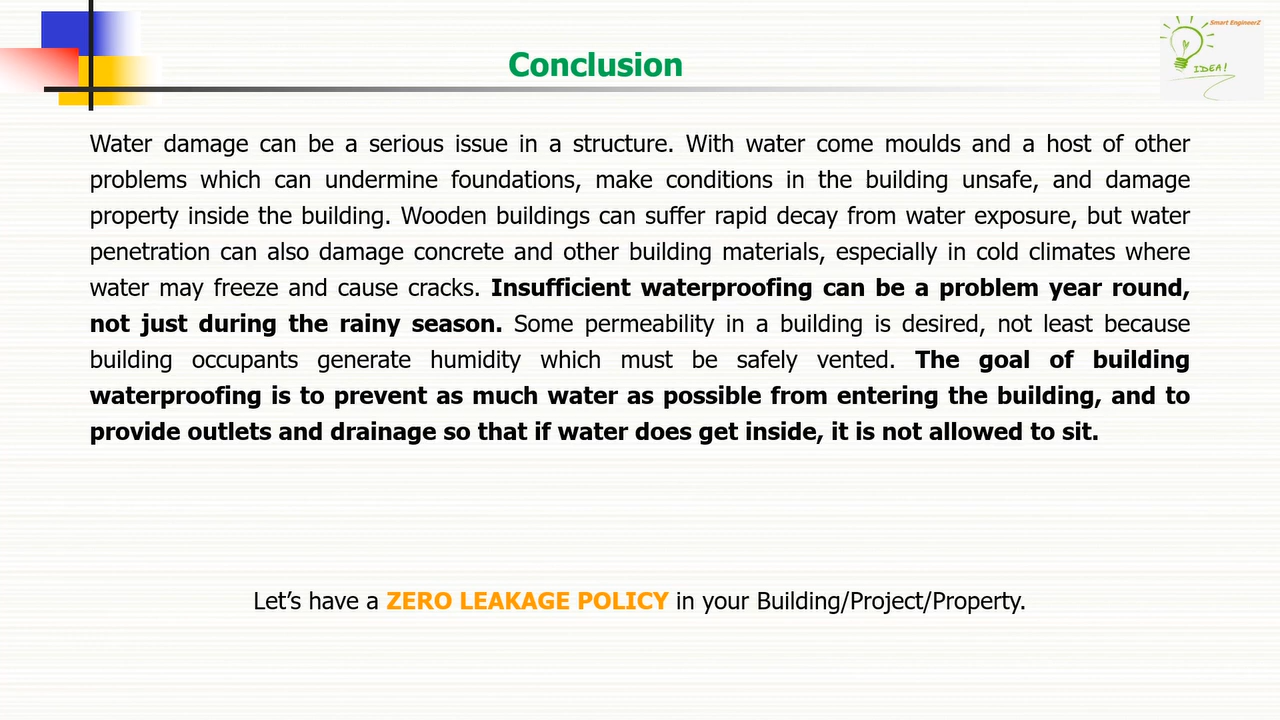 Conclusion
Smart EngineerZ
IDEA!
Water damage can be a serious issue in a structure. With water come moulds and a host of other
problems which can undermine foundations, make conditions in the building unsafe, and damage
property inside the building. Wooden buildings can suffer rapid decay from water exposure, but water
penetration can also damage concrete and other building materials, especially in cold climates where
water may freeze and cause cracks. Insufficient waterproofing can be a problem year round,
not just during the rainy season. Some permeability in a building is desired, not least because
building occupants generate humidity which must be safely vented. The goal of building
waterproofing is to prevent as much water as possible from entering the building, and to
provide outlets and drainage so that if water does get inside, it is not allowed to sit.
Let’s have a ZERO LEAKAGE POLICY in your Building/Project/Property.